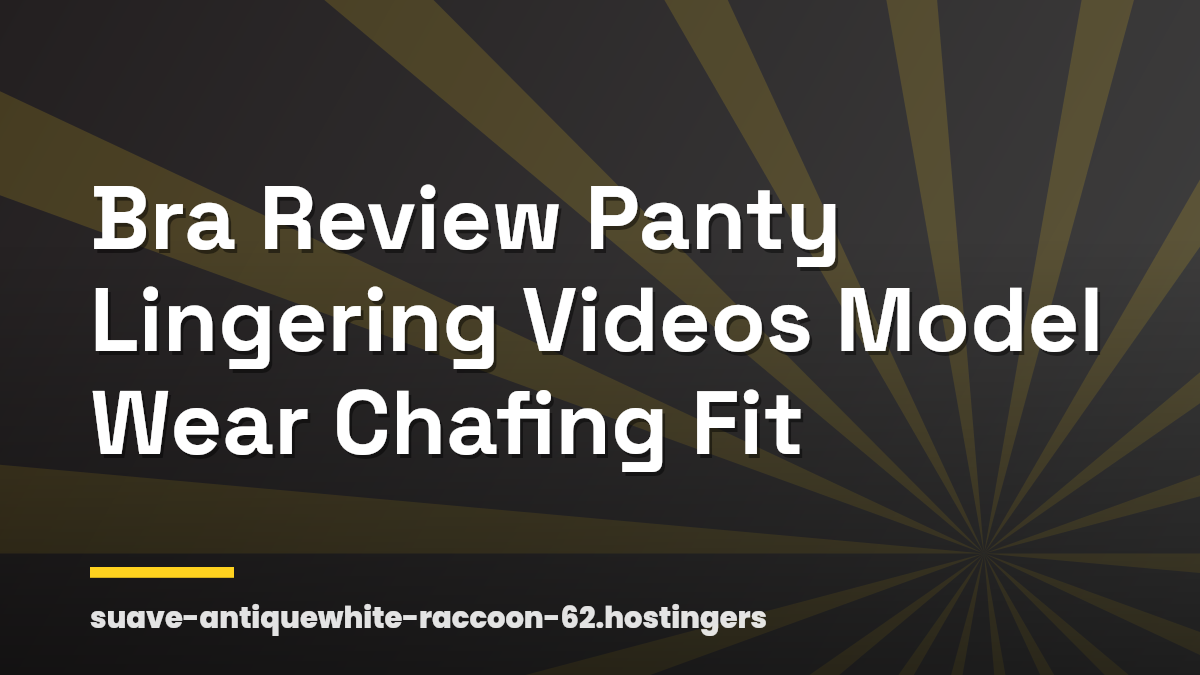 Bra Review Panty
Lingering Videos Model
Wear Chafing Fit
suave-antiquewhite-raccoon-62.hostingers